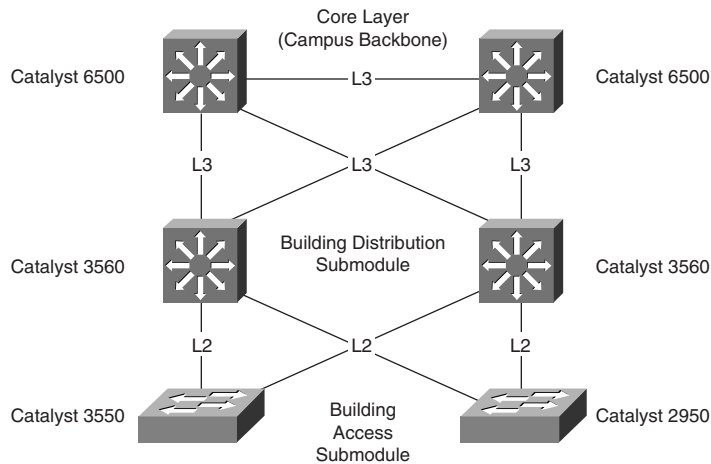 Core Layer
(Campus Backbone)
Catalyst 6500
Catalyst 6500
L3
L3
L3
L3
Catalyst 3560
Building Distribution
Submodule
Catalyst 3560
L2
L2
L2
Catalyst 3550
Building
Access
Submodule
Catalyst 2950